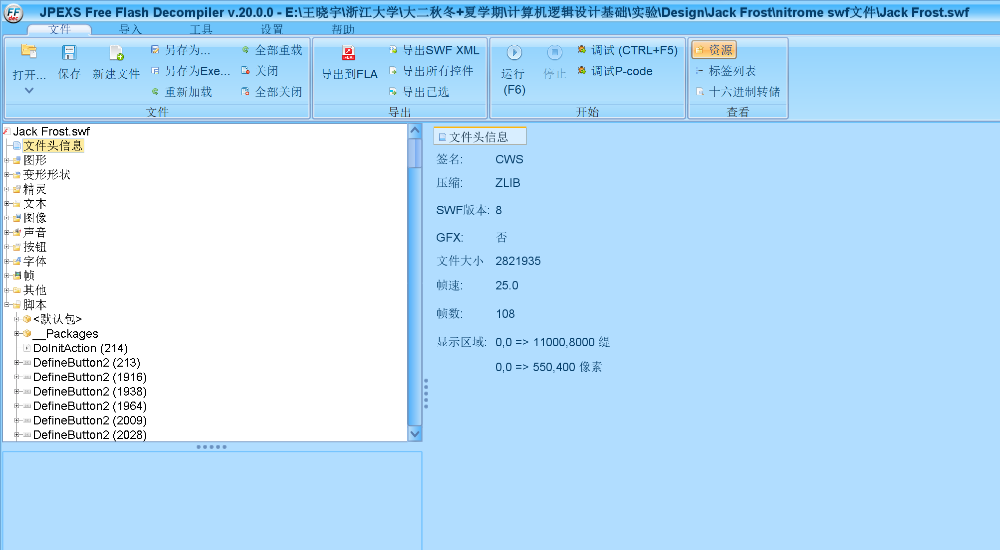 JPEXS Free Flash Decompiler v.20.0.0 - E:\王晓宇\浙江大学\大二秋冬+夏学期\计算机逻辑设计基础\实验\Design\Jack Frost\nitrome swf文件\Jack Frost.swf
文件 导入 工具 设置 帮助
打开... 保存 新建文件 另存为... 全部重载
另存为Exe... 关闭
重新加载 全部关闭
文件
导出到FLA 导出SWF XML
导出所有控件
导出已选
导出
运行 (F6) 停止 调试 (CTRL+F5)
调试P-code
开始
资源
标签列表
十六进制转储
查看
Jack Frost.swf
文件头信息
图形
变形形状
精灵
文本
图像
声音
按钮
字体
帧
其他
脚本
<默认包>
__Packages
DoInitAction (214)
DefineButton2 (213)
DefineButton2 (1916)
DefineButton2 (1938)
DefineButton2 (1964)
DefineButton2 (2009)
DefineButton2 (2028)
文件头信息
签名: CWS
压缩: ZLIB
SWF版本: 8
GFX: 否
文件大小 2821935
帧速: 25.0
帧数: 108
显示区域: 0,0 => 11000,8000 缇
0,0 => 550,400 像素